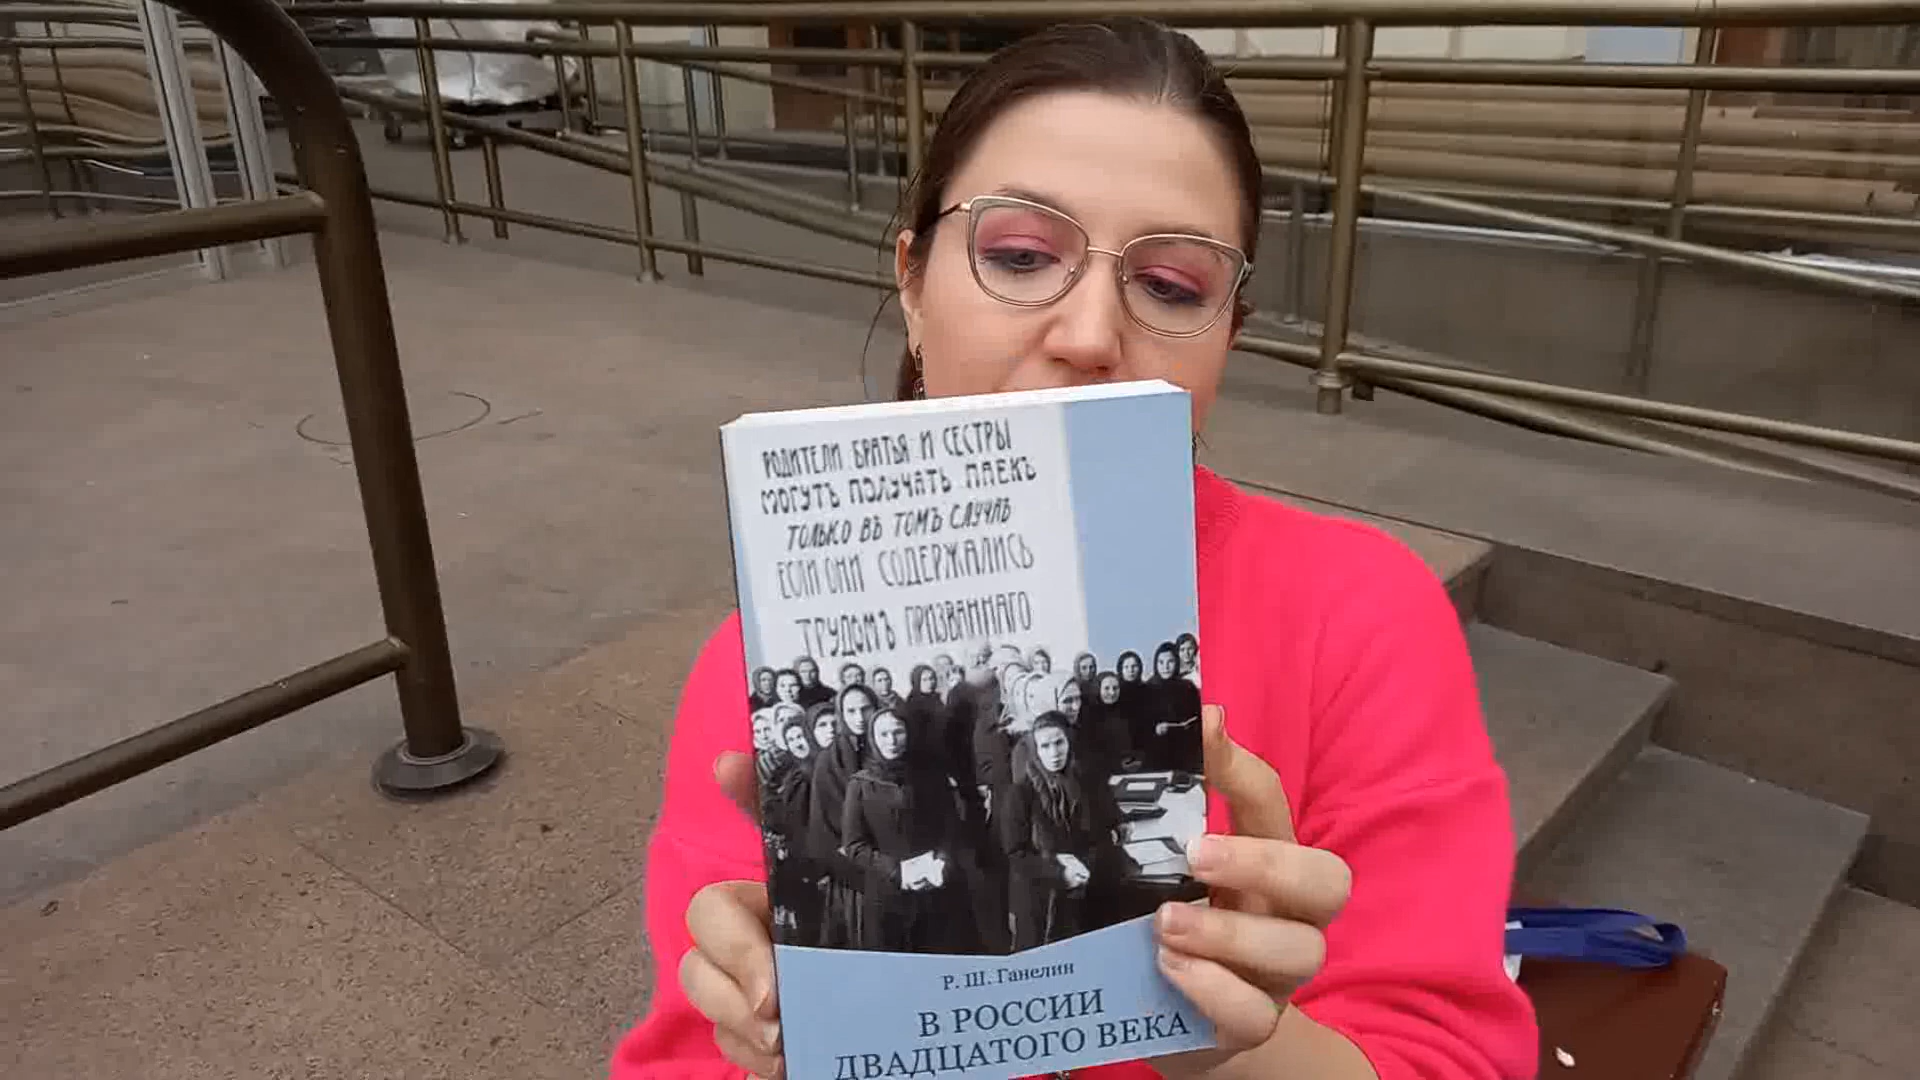 РОДИТЕЛИ БРАТЬЯ И СЕСТРЫ
МОГУТЪ ПОЛУЧАТЬ ПАЕКЪ
ТОЛЬКО ВЪ ТОМЪ СЛУЧАѢ
ЕСЛИ ОНИ СОДЕРЖАЛИСЬ
ТРУДОМЪ ПРИЗВАННАГО
Р. Ш. Ганелин
В РОССИИ
ДВАДЦАТОГО ВЕКА